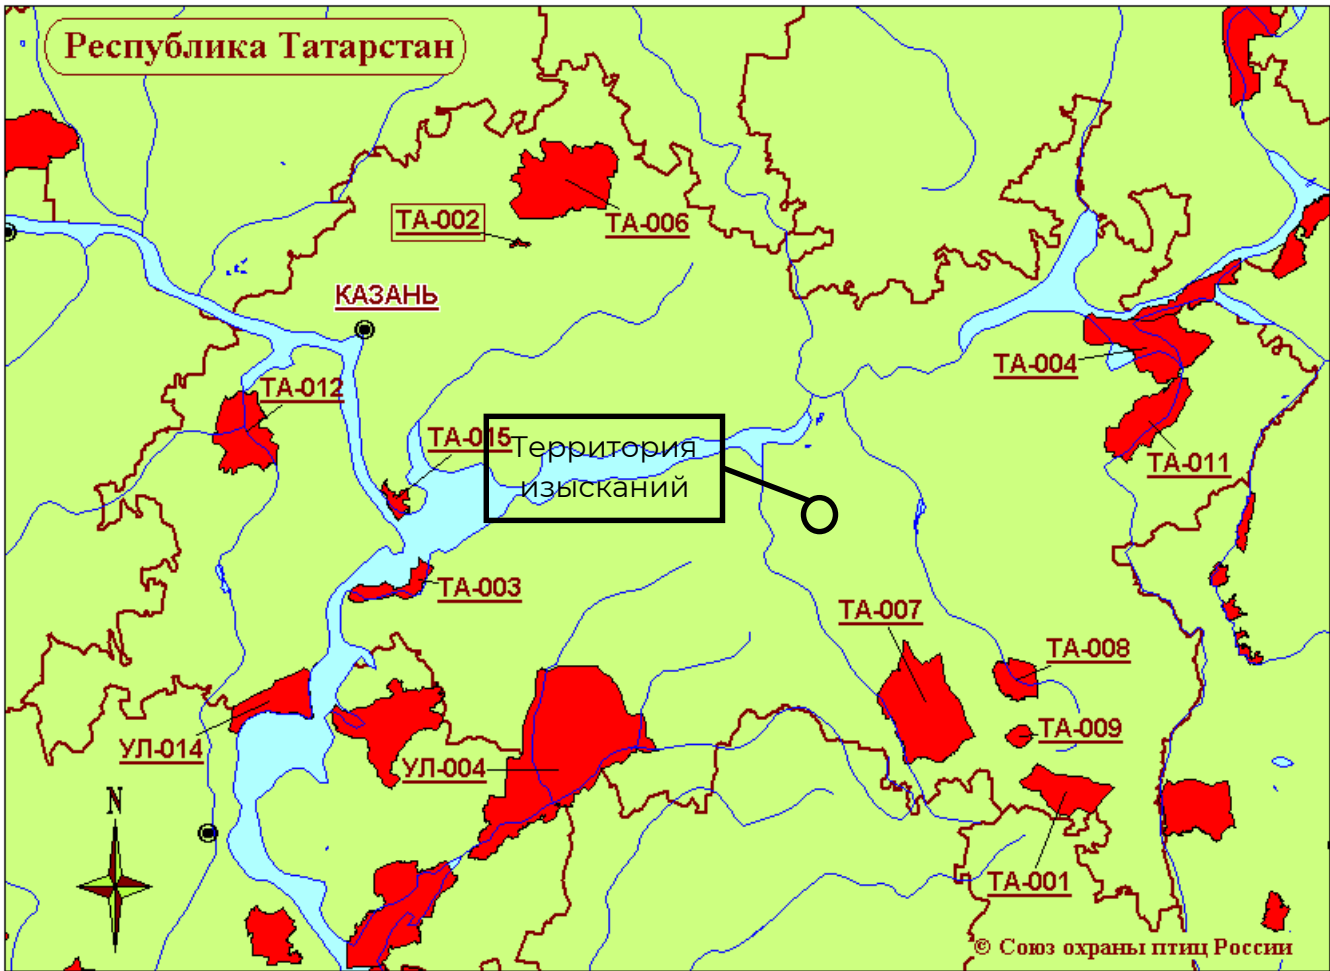 Республика Татарстан
ТА-002
ТА-006
КАЗАНЬ
ТА-004
ТА-012
ТА-015
Территория
изысканий
ТА-011
ТА-003
ТА-007
ТА-008
УЛ-014
ТА-009
УЛ-004
N
ТА-001
© Союз охраны птиц России